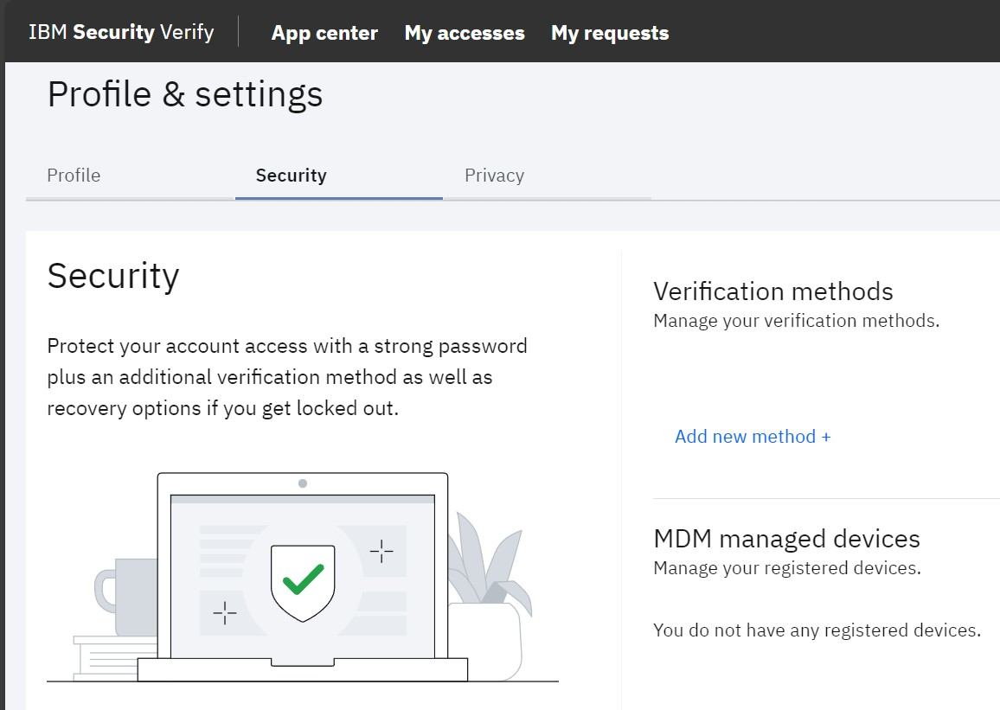 IBM Security Verify App center My accesses My requests
Profile & settings
Profile Security Privacy
Security
Protect your account access with a strong password
plus an additional verification method as well as
recovery options if you get locked out.
Verification methods
Manage your verification methods.
Add new method +
MDM managed devices
Manage your registered devices.
You do not have any registered devices.